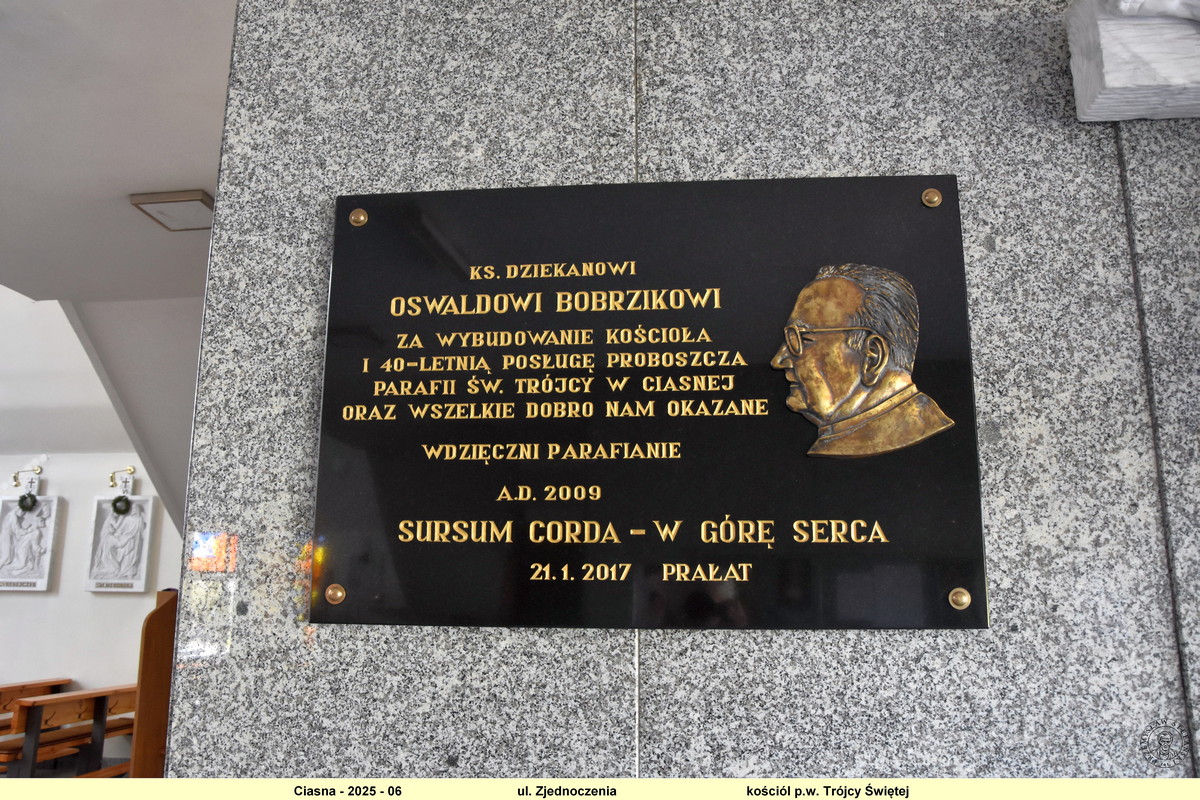 KS. DZIEKANOWI
OSWALDOWI BOBRZIKOWI
ZA WYBUDOWANIE KOŚCIOŁA
I 40-LETNIĄ POSŁUGĘ PROBOSZCZA
PARAFII ŚW. TRÓJCY W CIASNEJ
ORAZ WSZELKIE DOBRO NAM OKAZANE
WDZIĘCZNI PARAFIANIE
A.D. 2009
SURSUM CORDA - W GÓRĘ SERCA
21. 1. 2017 PRAŁAT
Ciasna - 2025 - 06 ul. Zjednoczenia kościól p.w. Trójcy Świętej